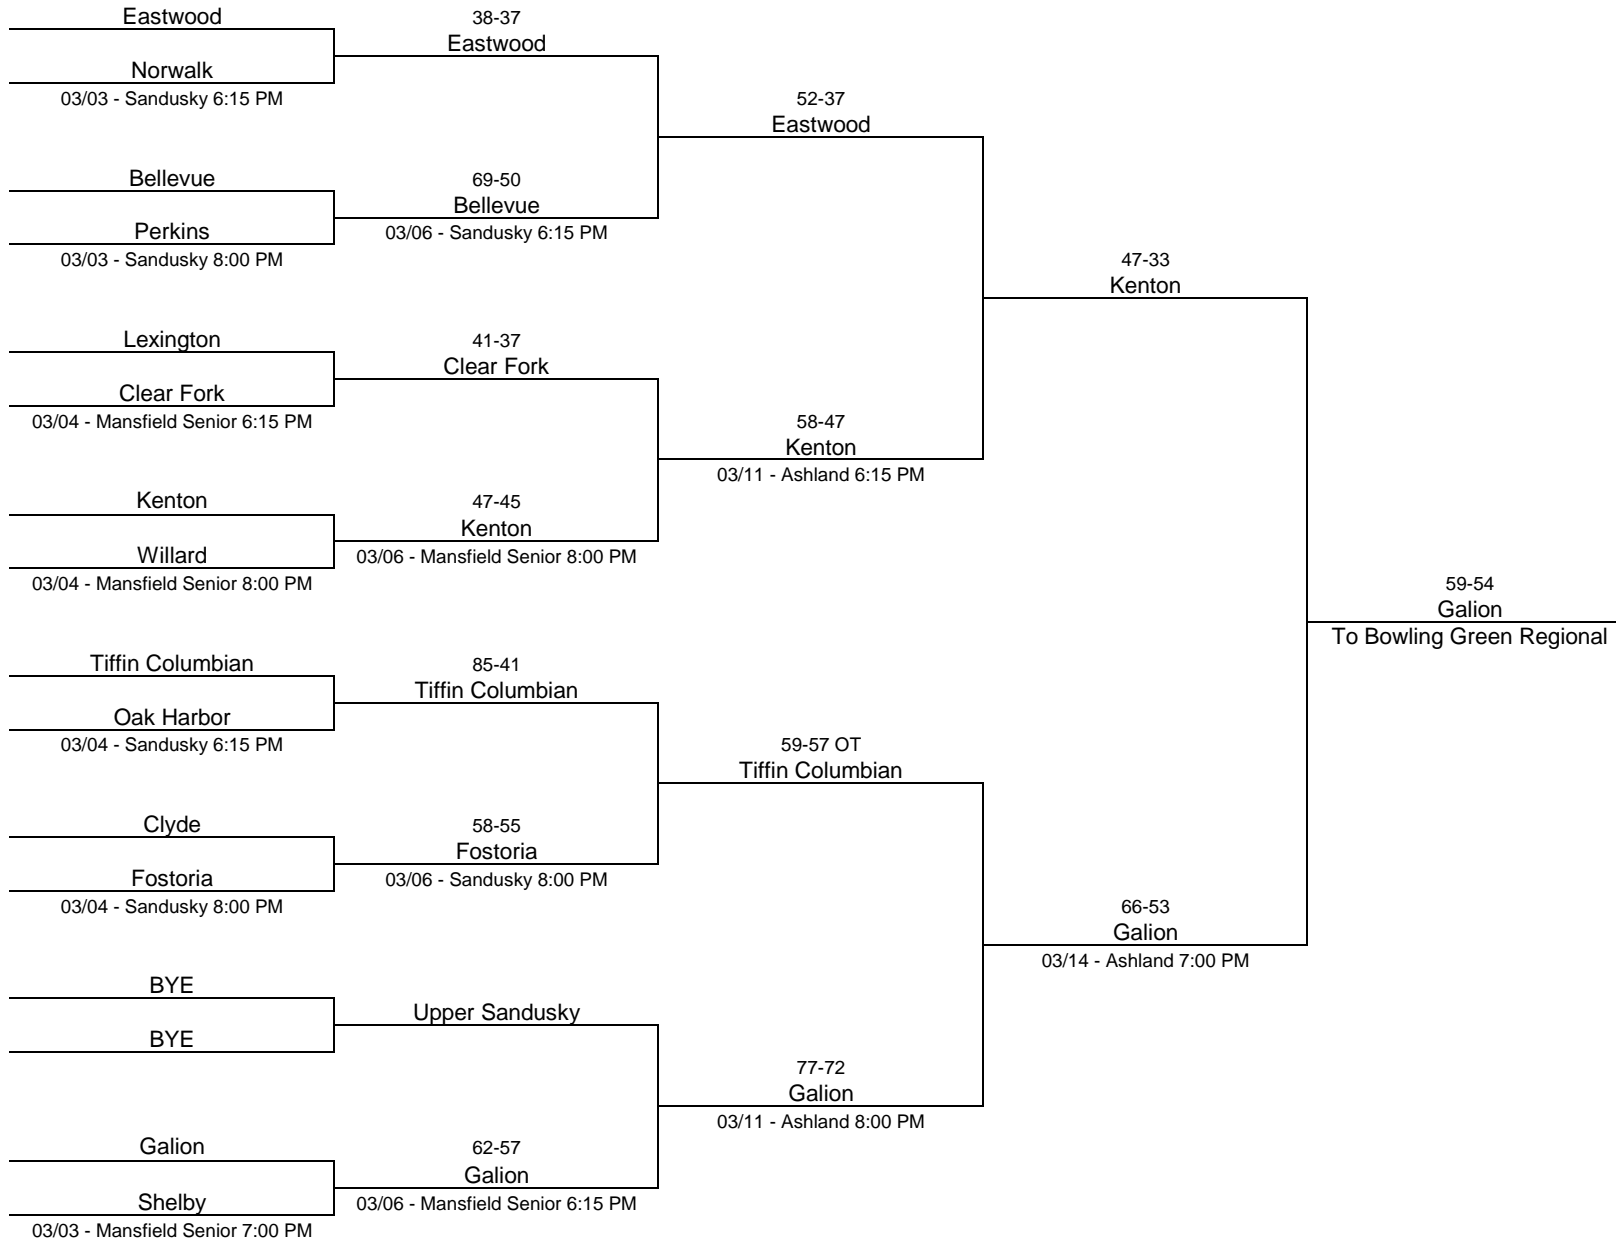 Eastwood
Norwalk
03/03 - Sandusky 6:15 PM
Bellevue
Perkins
03/03 - Sandusky 8:00 PM
Lexington
Clear Fork
03/04 - Mansfield Senior 6:15 PM
Kenton
Willard
03/04 - Mansfield Senior 8:00 PM
Tiffin Columbian
Oak Harbor
03/04 - Sandusky 6:15 PM
Clyde
Fostoria
03/04 - Sandusky 8:00 PM
BYE
BYE
Galion
Shelby
03/03 - Mansfield Senior 7:00 PM
38-37
Eastwood
69-50
Bellevue
03/06 - Sandusky 6:15 PM
41-37
Clear Fork
47-45
Kenton
03/06 - Mansfield Senior 8:00 PM
85-41
Tiffin Columbian
58-55
Fostoria
03/06 - Sandusky 8:00 PM
Upper Sandusky
62-57
Galion
03/06 - Mansfield Senior 6:15 PM
52-37
Eastwood
58-47
Kenton
03/11 - Ashland 6:15 PM
59-57 OT
Tiffin Columbian
77-72
Galion
03/11 - Ashland 8:00 PM
47-33
Kenton
66-53
Galion
03/14 - Ashland 7:00 PM
59-54
Galion
To Bowling Green Regional